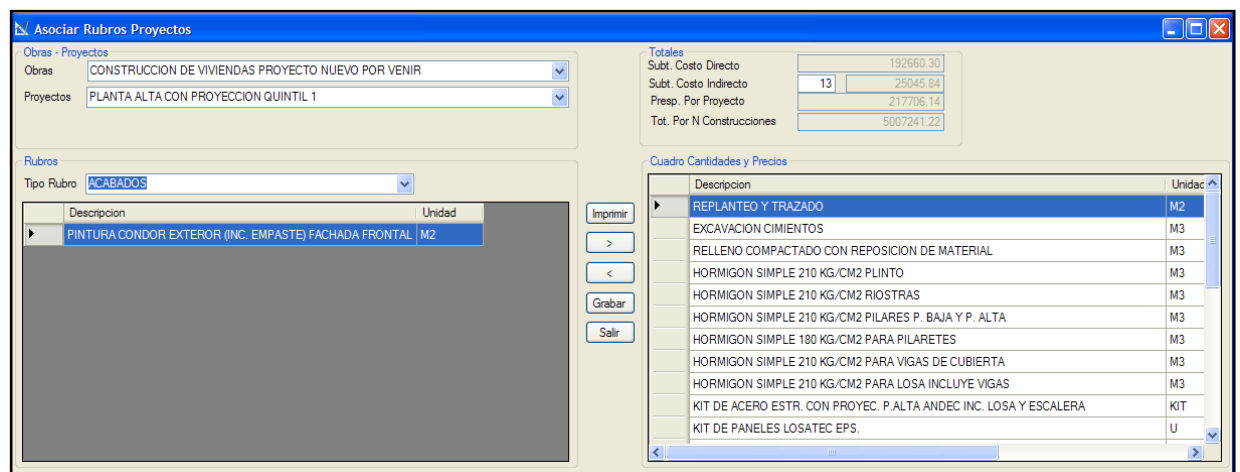 Asociar Rubros Proyectos
Obras - Proyectos
Obras CONSTRUCCION DE VIVIENDAS PROYECTO NUEVO POR VENIR
Proyectos PLANTA ALTA CON PROYECCION QUINTIL 1
Totales
Subt. Costo Directo 192660.30
Subt. Costo Indirecto 13 25045.84
Presp. Por Proyecto 217706.14
Tot. Por N Construcciones 5007241.22
Rubros
Tipo Rubro ACABADOS
Descripcion Unidad
PINTURA CONDOR EXTEROR (INC. EMPASTE) FACHADA FRONTAL M2
Imprimir
>
<
Grabar
Salir
Cuadro Cantidades y Precios
Descripcion Unidad
REPLANTEO Y TRAZADO M2
EXCAVACION CIMIENTOS M3
RELLENO COMPACTADO CON REPOSICION DE MATERIAL M3
HORMIGON SIMPLE 210 KG/CM2 PLINTO M3
HORMIGON SIMPLE 210 KG/CM2 RIOSTRAS M3
HORMIGON SIMPLE 210 KG/CM2 PILARES P. BAJA Y P. ALTA M3
HORMIGON SIMPLE 180 KG/CM2 PARA PILARETES M3
HORMIGON SIMPLE 210 KG/CM2 PARA VIGAS DE CUBIERTA M3
HORMIGON SIMPLE 210 KG/CM2 PARA LOSA INCLUYE VIGAS M3
KIT DE ACERO ESTR. CON PROYEC. P.ALTA ANDEC INC. LOSA Y ESCALERA KIT
KIT DE PANELES LOSATEC EPS. U